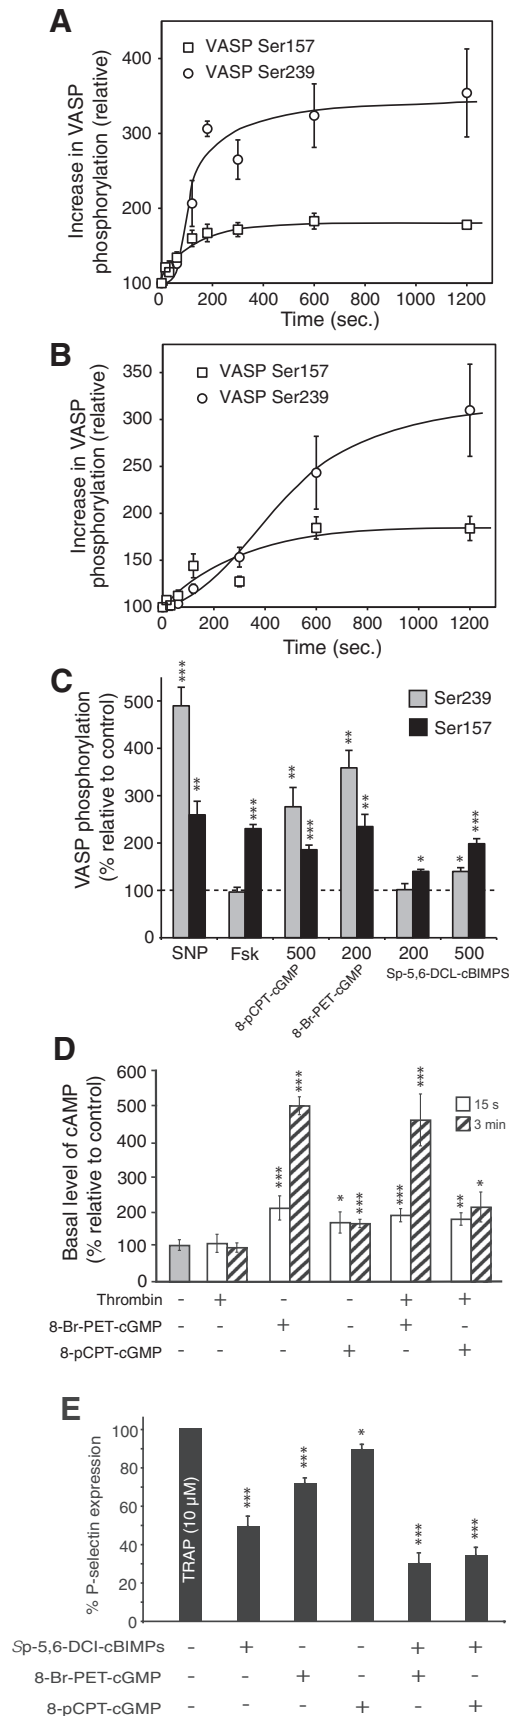 A
VASP Ser157
VASP Ser239
Increase in VASP
phosphorylation (relative)
400
300
200
100
0 200 400 600 800 1000 1200
Time (sec.)
B
VASP Ser157
VASP Ser239
Increase in VASP
phosphorylation (relative)
350
300
250
200
150
100
0 200 400 600 800 1000 1200
Time (sec.)
C
Ser239
Ser157
VASP phosphorylation
(% relative to control)
500
400
300
200
100
0
*** ** *** ** *** ** ** * * ***
SNP Fsk 500 200 200 500
8-pCPT-cGMP 8-Br-PET-cGMP Sp-5,6-DCL-cBIMPS
D
15 s
3 min
Basal level of cAMP
(% relative to control)
600
500
400
300
200
100
0
*** *** * *** *** *** ** *
Thrombin - + - - + +
8-Br-PET-cGMP - - + - + -
8-pCPT-cGMP - - - + - +
E
% P-selectin expression
100
80
60
40
20
0
TRAP (10 µM)
*** *** * *** ***
Sp-5,6-DCI-cBIMPs - + - - + +
8-Br-PET-cGMP - - + - + -
8-pCPT-cGMP - - - + - +